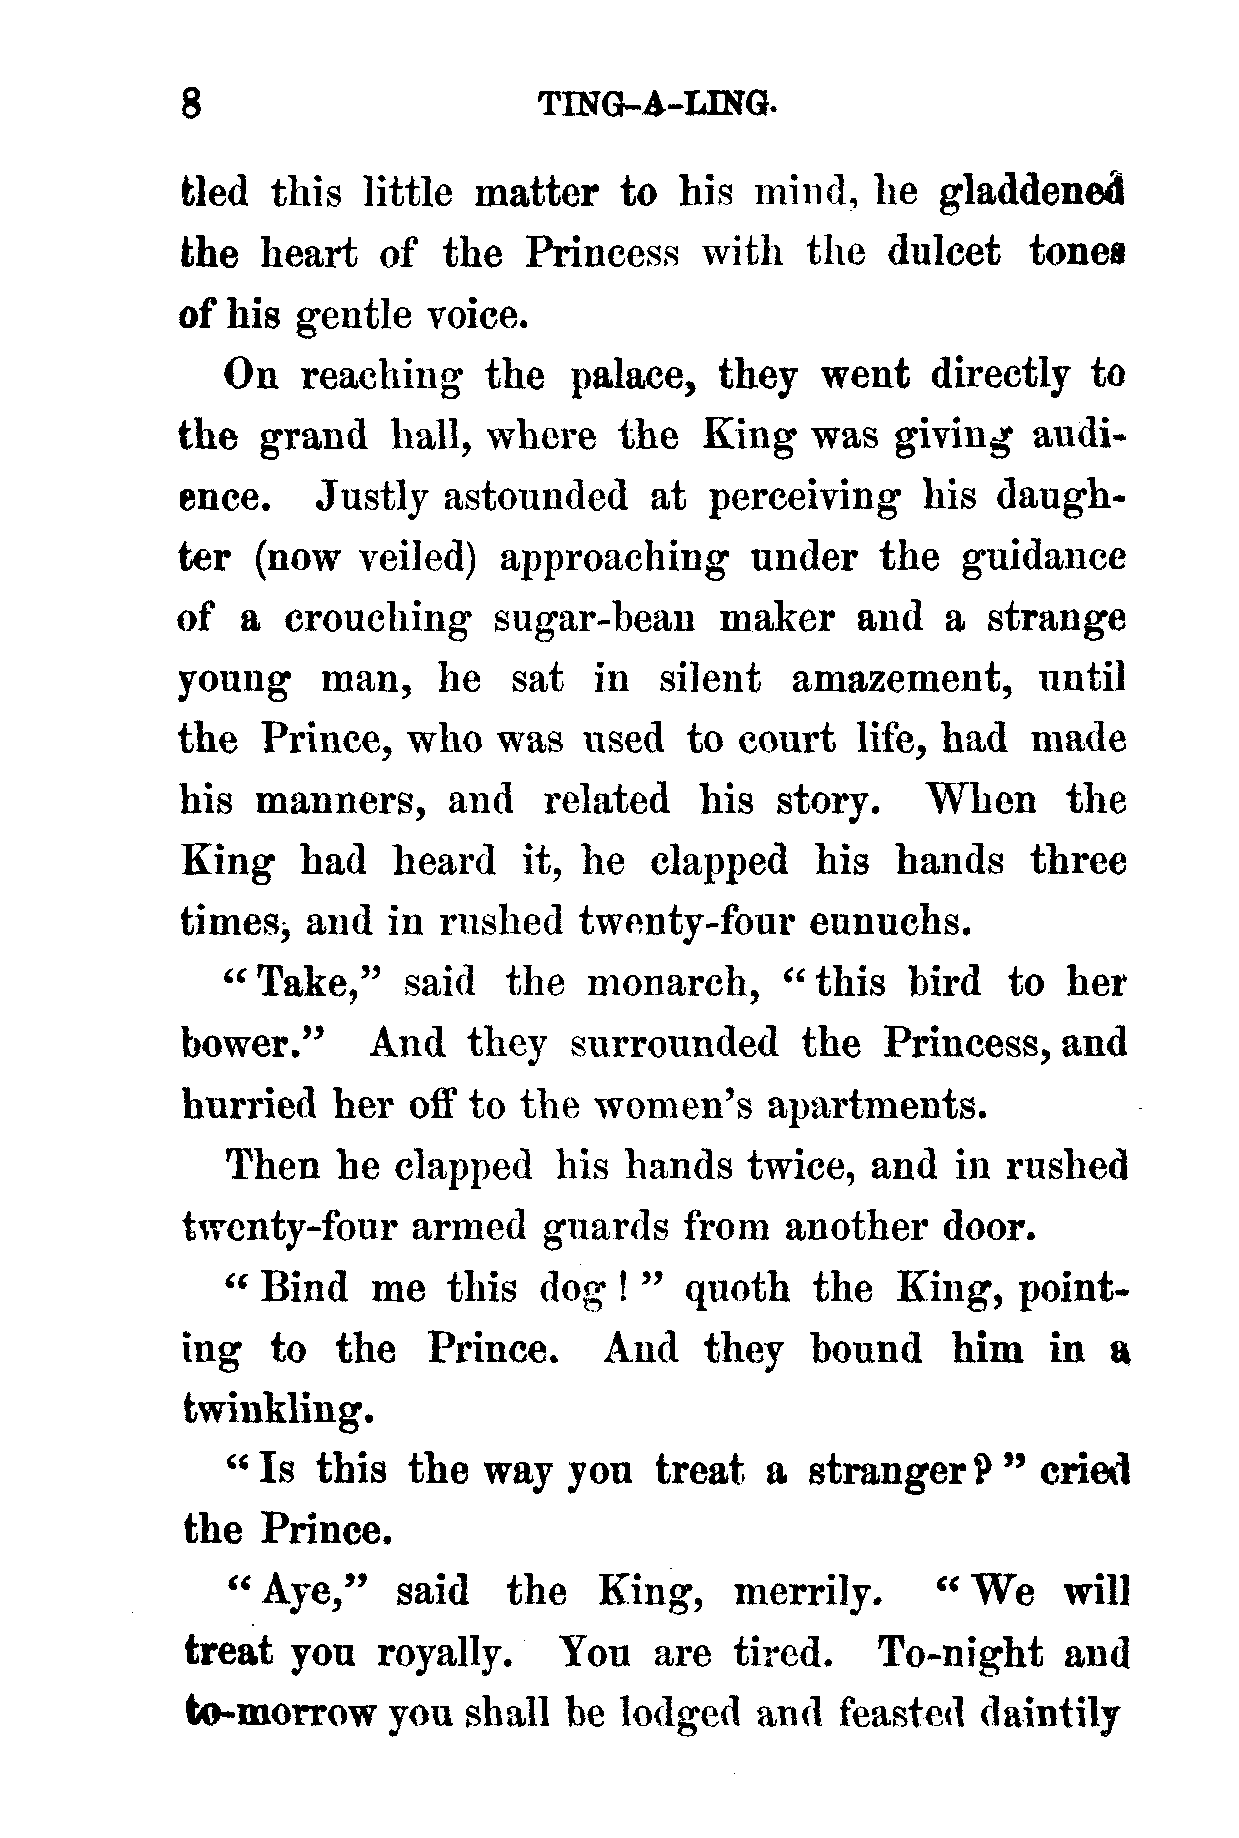 8 TING-A-LING.
tled this little matter to his mind, he gladdened
the heart of the Princess with the dulcet tones
of his gentle voice.
On reaching the palace, they went directly to
the grand hall, where the King was giving audi-
ence. Justly astounded at perceiving his daugh-
ter (now veiled) approaching under the guidance
of a crouching sugar-bean maker and a strange
young man, he sat in silent amazement, until
the Prince, who was used to court life, had made
his manners, and related his story. When the
King had heard it, he clapped his hands three
times, and in rushed twenty-four eunuchs.
“Take,” said the monarch, “this bird to her
bower.” And they surrounded the Princess, and
hurried her off to the women’s apartments.
Then he clapped his hands twice, and in rushed
twenty-four armed guards from another door.
“Bind me this dog!” quoth the King, point-
ing to the Prince. And they bound him in a
twinkling.
“Is this the way you treat a stranger?” cried
the Prince.
“Aye,” said the King, merrily. “We will
treat you royally. You are tired. To-night and
to-morrow you shall be lodged and feasted daintily